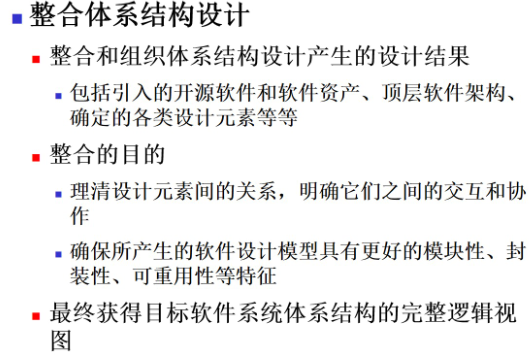 整合体系结构设计
整合和组织体系结构设计产生的设计结果
包括引入的开源软件和软件资产、顶层软件架构、
确定的各类设计元素等等
整合的目的
理清设计元素间的关系，明确它们之间的交互和协
作
确保所产生的软件设计模型具有更好的模块性、封
装性、可重用性等特征
最终获得目标软件系统体系结构的完整逻辑视
图